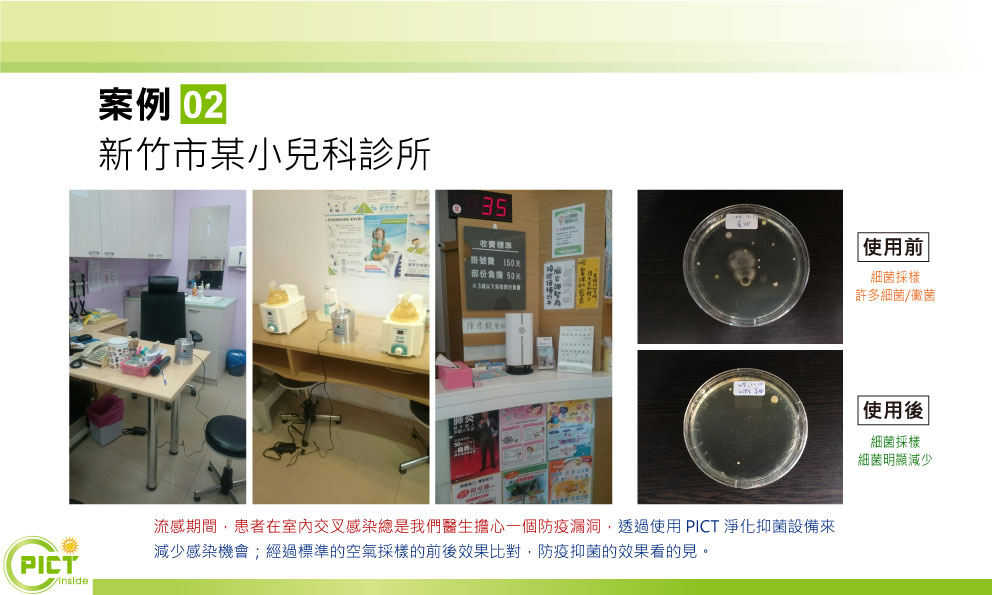 案例 02
新竹市某小兒科診所
35
收費標準
掛號費 150元
部份負擔 50元
使用前
細菌採樣
許多細菌/黴菌
使用後
細菌採樣
細菌明顯減少
流感期間，患者在室內交叉感染總是我們醫生擔心一個防疫漏洞，透過使用 PICT 淨化抑菌設備來
減少感染機會；經過標準的空氣採樣的前後效果比對，防疫抑菌的效果看的見。
PICT
inside